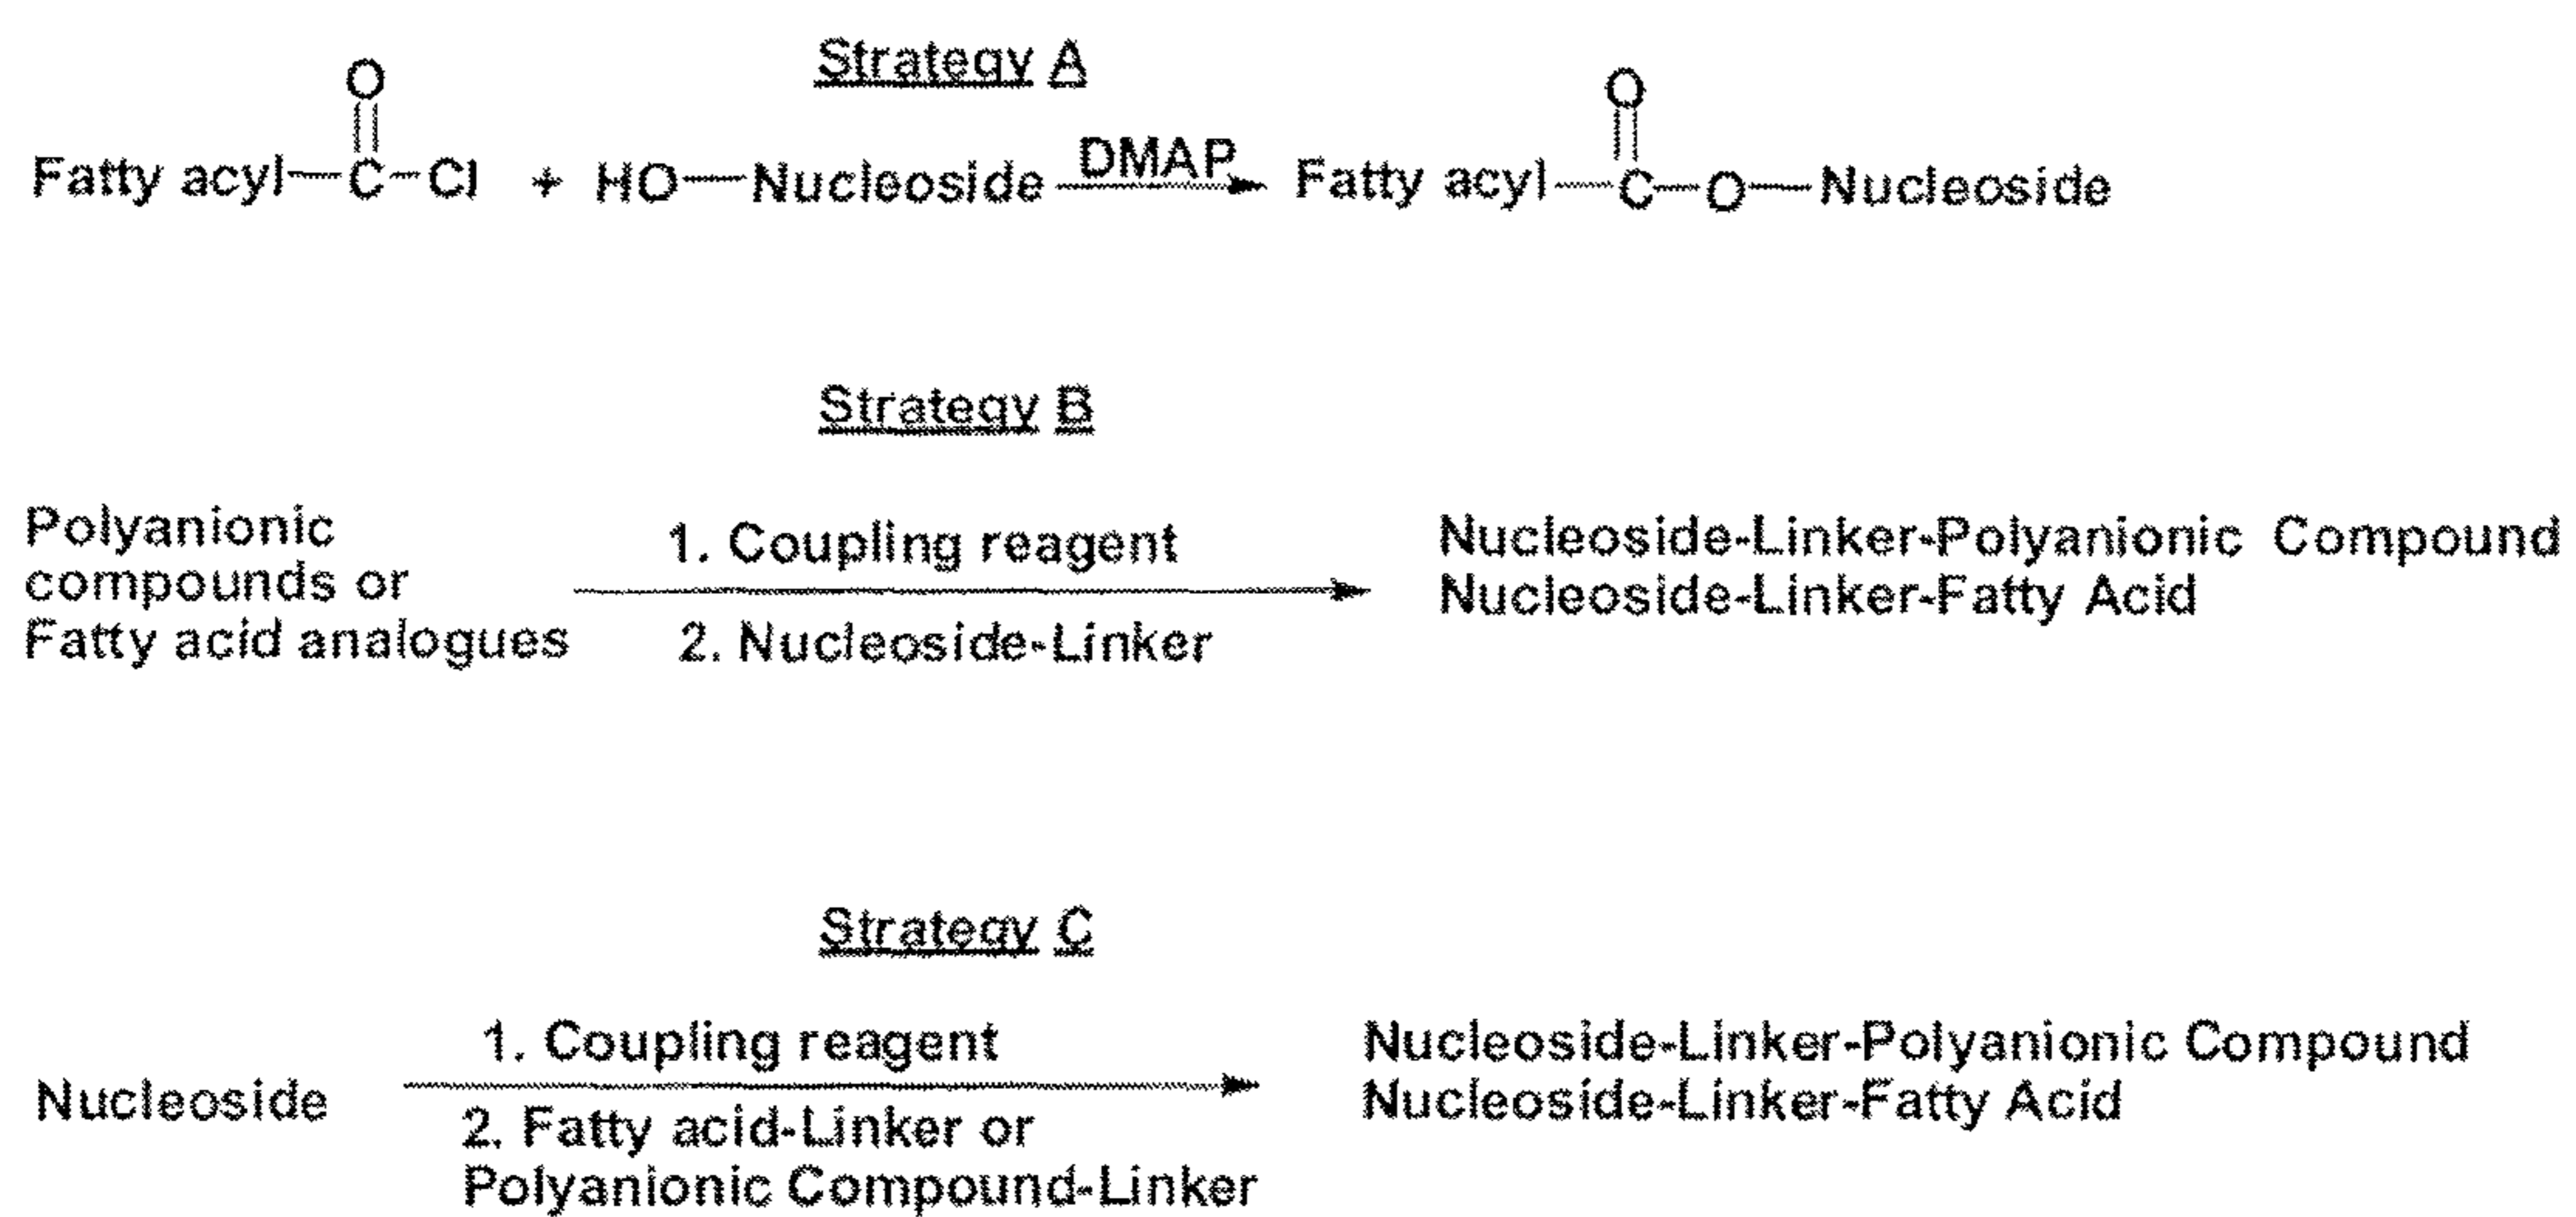 Strategy A
O
O
Fatty acyl—C–Cl + HO—Nucleoside DMAP Fatty acyl—C—O—Nucleoside
Strategy B
Polyanionic
compounds or
Fatty acid analogues
1. Coupling reagent
2. Nucleoside-Linker
Nucleoside-Linker-Polyanionic Compound
Nucleoside-Linker-Fatty Acid
Strategy C
Nucleoside
1. Coupling reagent
2. Fatty acid-Linker or
Polyanionic Compound-Linker
Nucleoside-Linker-Polyanionic Compound
Nucleoside-Linker-Fatty Acid